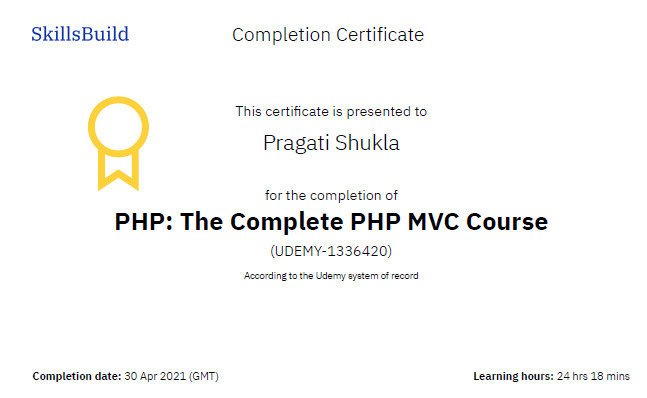 SkillsBuild
Completion Certificate
This certificate is presented to
Pragati Shukla
for the completion of
PHP: The Complete PHP MVC Course
(UDEMY-1336420)
According to the Udemy system of record
Completion date: 30 Apr 2021 (GMT)
Learning hours: 24 hrs 18 mins